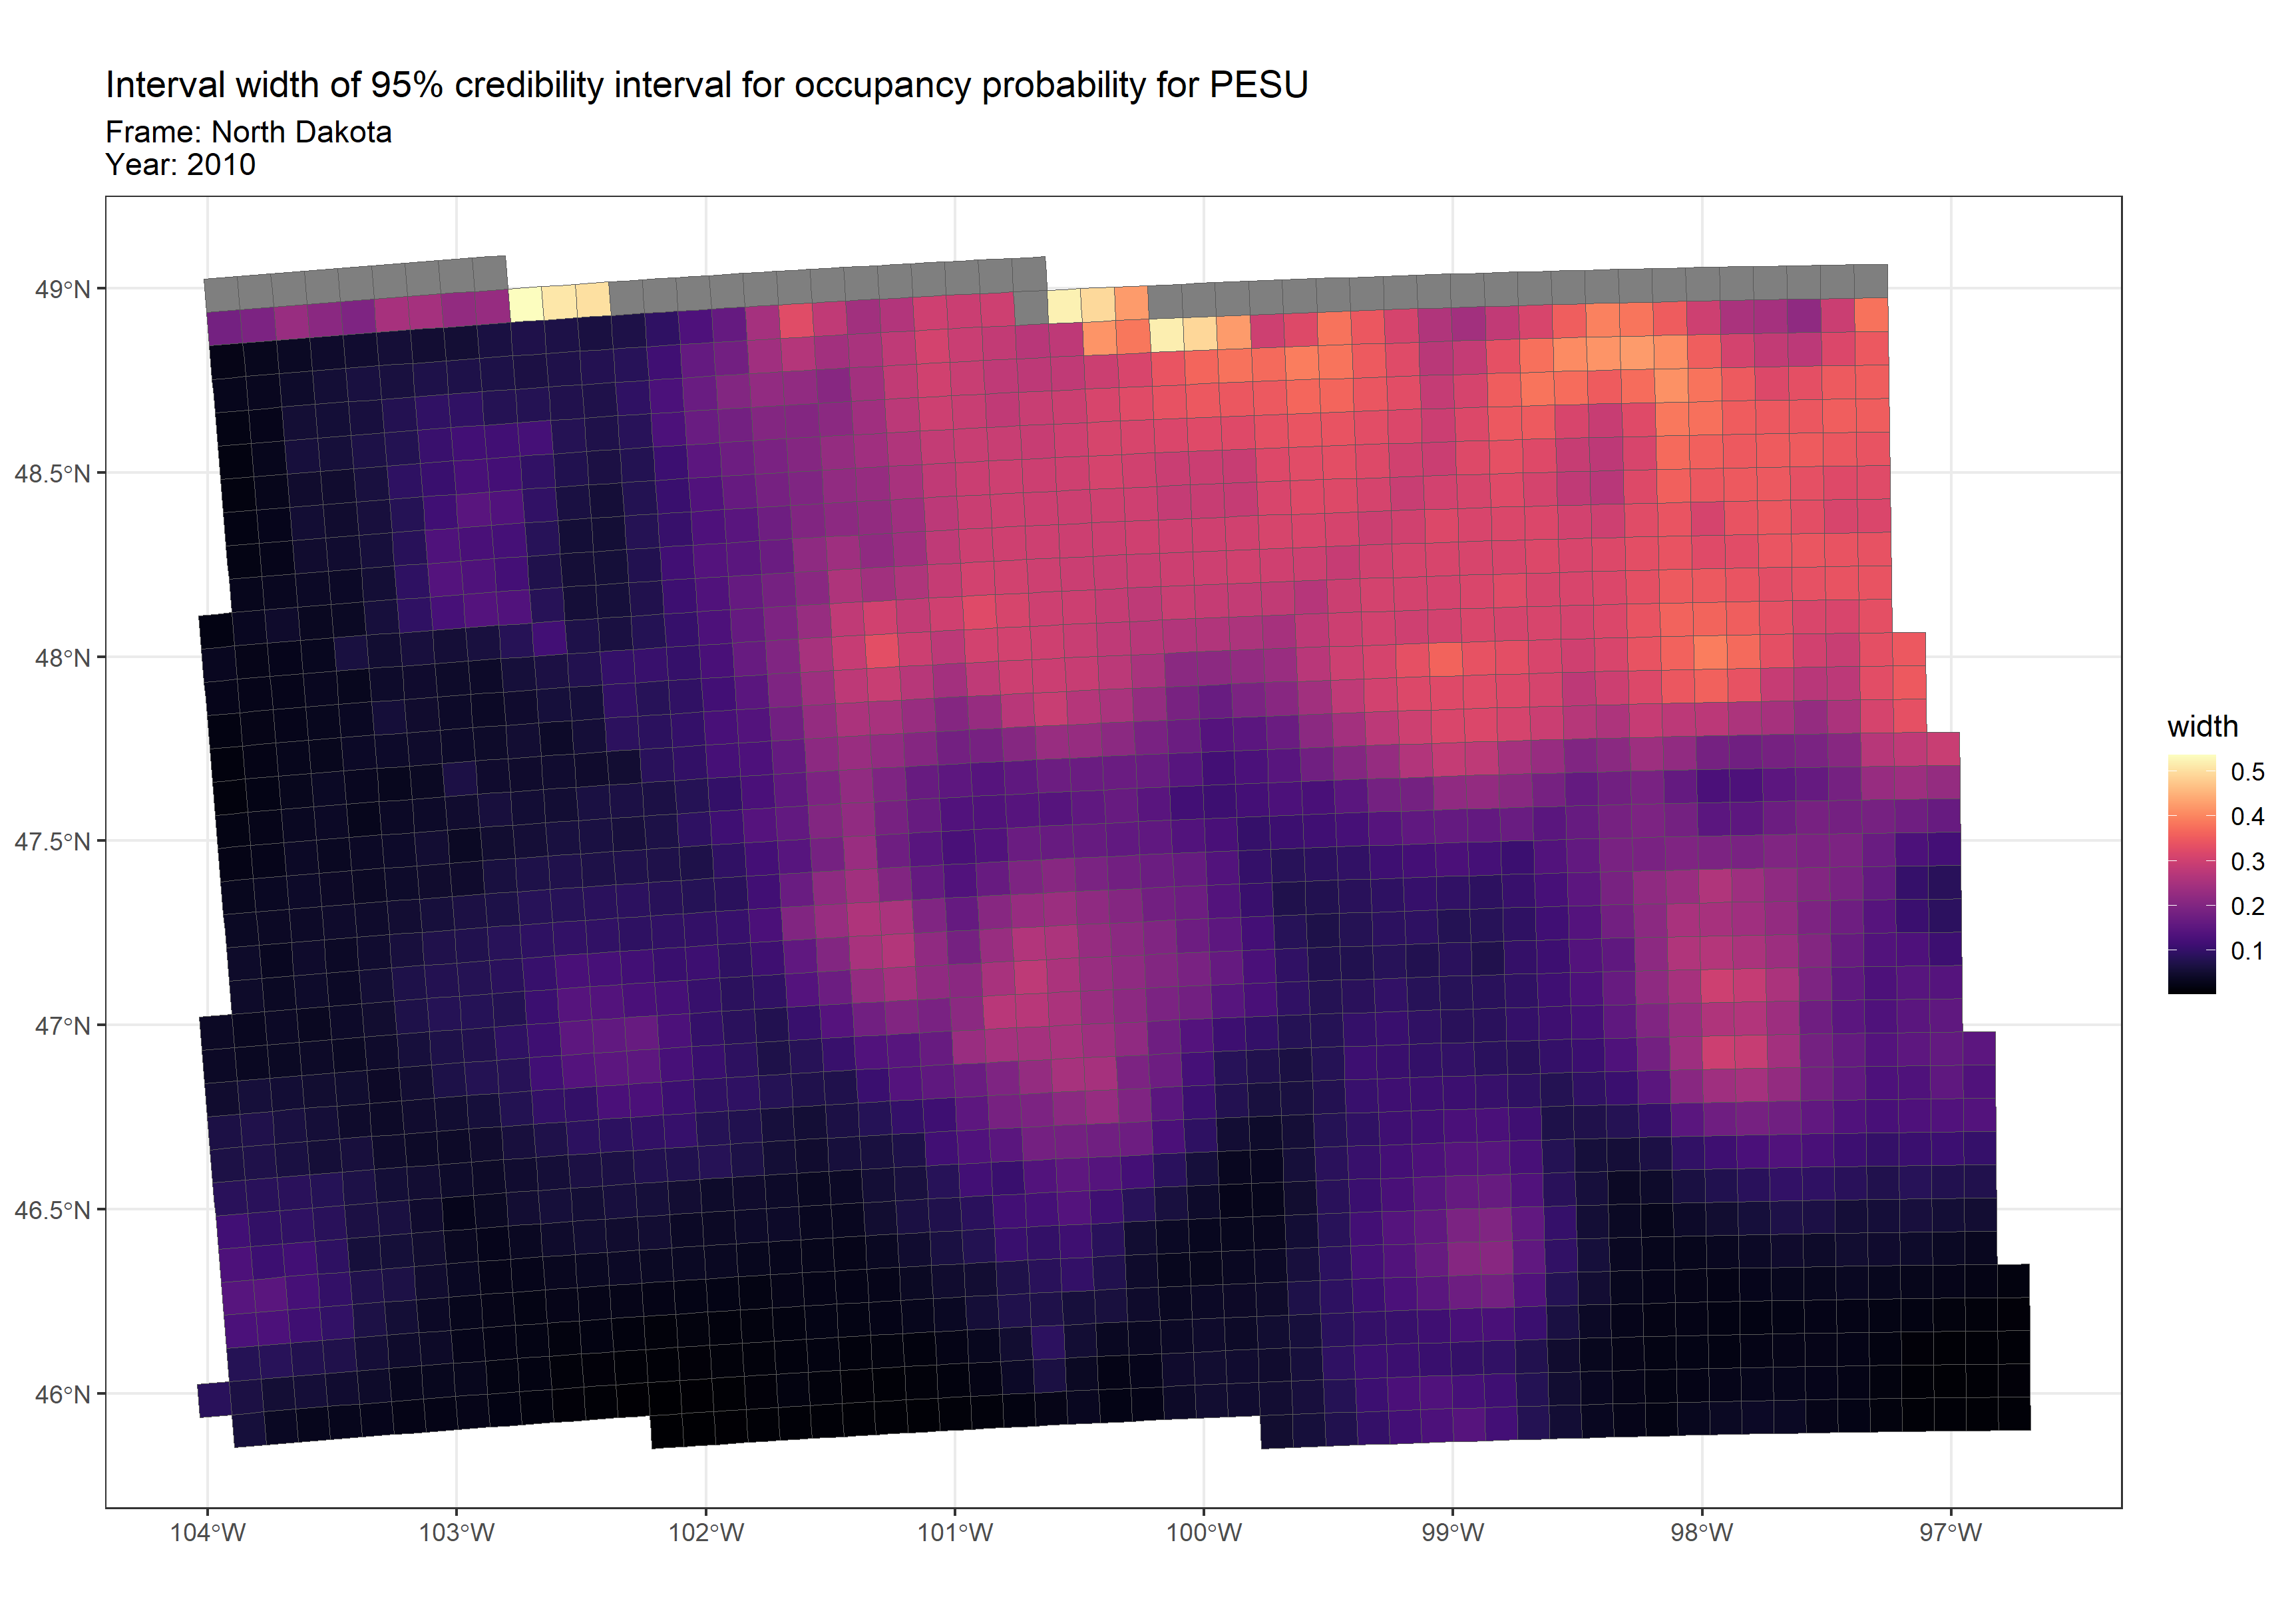 Interval width of 95% credibility interval for occupancy probability for PESU
Frame: North Dakota
Year: 2010
49°N
48.5°N
48°N
47.5°N
47°N
46.5°N
46°N
104°W
103°W
102°W
101°W
100°W
99°W
98°W
97°W
width
0.5
0.4
0.3
0.2
0.1